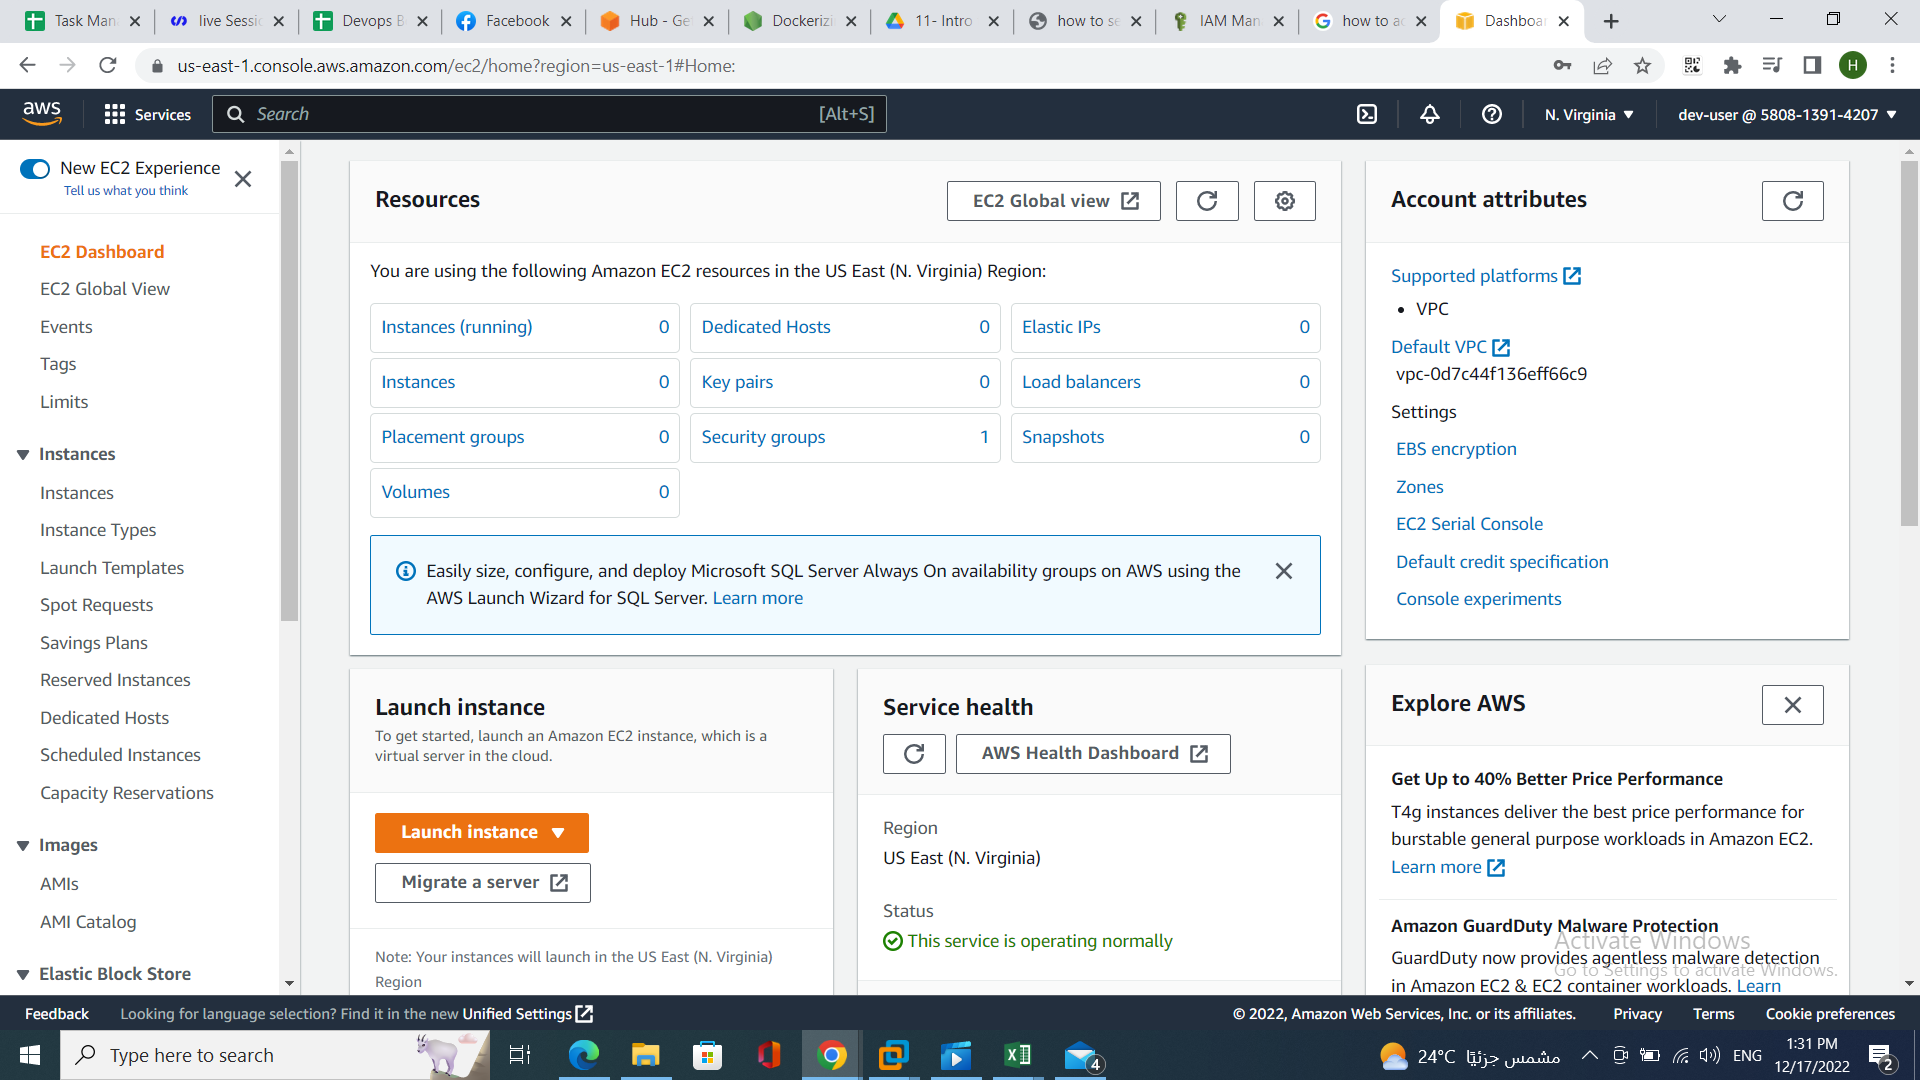 Task Man
live Sessi
Devops B
Facebook
Hub - Ge
Dockerizi
11- Intro
how to se
IAM Man
how to ac
Dashboar
us-east-1.console.aws.amazon.com/ec2/home?region=us-east-1#Home:
H
aws
Services
Search
[Alt+S]
N. Virginia
dev-user @ 5808-1391-4207
New EC2 Experience
Tell us what you think
EC2 Dashboard
EC2 Global View
Events
Tags
Limits
Instances
Instances
Instance Types
Launch Templates
Spot Requests
Savings Plans
Reserved Instances
Dedicated Hosts
Scheduled Instances
Capacity Reservations
Images
AMIs
AMI Catalog
Elastic Block Store
Resources
EC2 Global view
You are using the following Amazon EC2 resources in the US East (N. Virginia) Region:
Instances (running) 0
Dedicated Hosts 0
Elastic IPs 0
Instances 0
Key pairs 0
Load balancers 0
Placement groups 0
Security groups 1
Snapshots 0
Volumes 0
Easily size, configure, and deploy Microsoft SQL Server Always On availability groups on AWS using the
AWS Launch Wizard for SQL Server. Learn more
Launch instance
To get started, launch an Amazon EC2 instance, which is a
virtual server in the cloud.
Launch instance
Migrate a server
Note: Your instances will launch in the US East (N. Virginia)
Region
Service health
AWS Health Dashboard
Region
US East (N. Virginia)
Status
This service is operating normally
Account attributes
Supported platforms
• VPC
Default VPC
vpc-0d7c44f136eff66c9
Settings
EBS encryption
Zones
EC2 Serial Console
Default credit specification
Console experiments
Explore AWS
Get Up to 40% Better Price Performance
T4g instances deliver the best price performance for
burstable general purpose workloads in Amazon EC2.
Learn more
Amazon GuardDuty Malware Protection
GuardDuty now provides agentless malware detection
in Amazon EC2 & EC2 container workloads. Learn
Activate Windows
Go to Settings to activate Windows.
Feedback
Looking for language selection? Find it in the new Unified Settings
© 2022, Amazon Web Services, Inc. or its affiliates.
Privacy
Terms
Cookie preferences
Type here to search
4
24°C مشمس جزئيًا
ENG
1:31 PM
12/17/2022
2